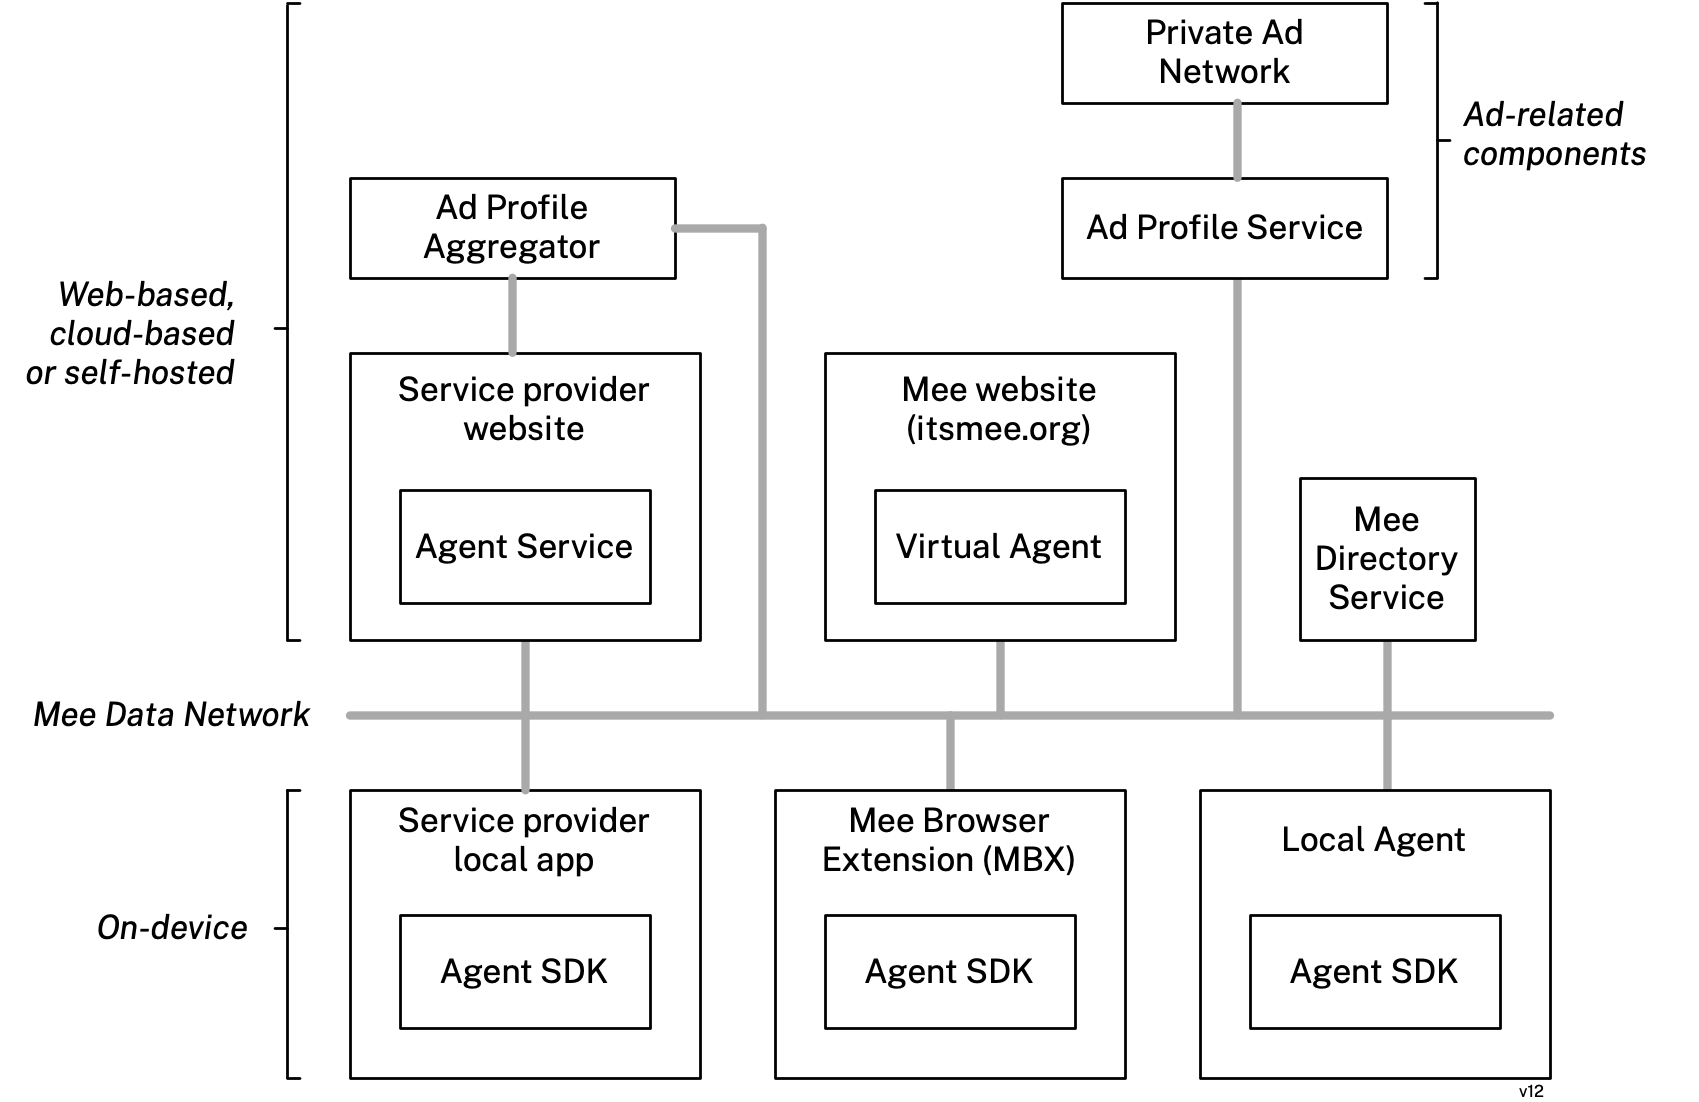 Private Ad
Network
Ad-related
components
Ad Profile
Aggregator
Ad Profile Service
Web-based,
cloud-based
or self-hosted
Service provider
website
Agent Service
Mee website
(itsmee.org)
Virtual Agent
Mee
Directory
Service
Mee Data Network
On-device
Service provider
local app
Agent SDK
Mee Browser
Extension (MBX)
Agent SDK
Local Agent
Agent SDK
v12